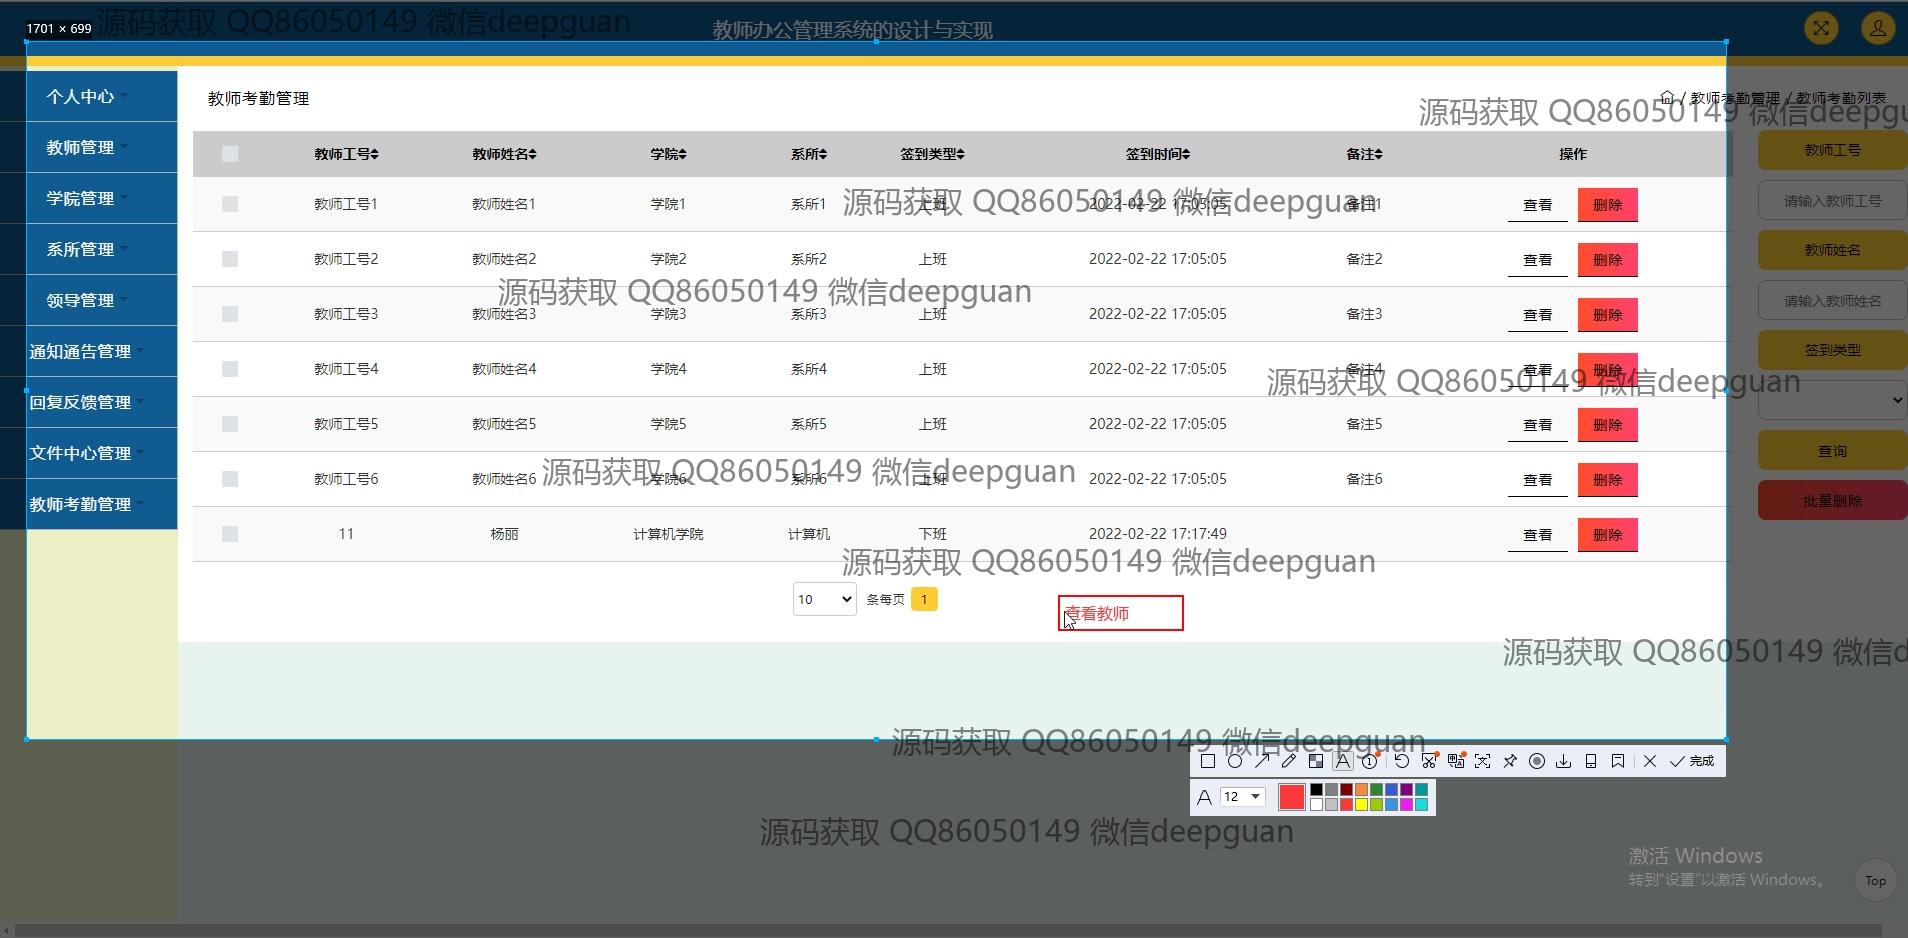 1701 × 699
源码获取 QQ86050149 微信deepguan
教师办公管理系统的设计与实现
个人中心
教师管理
学院管理
系所管理
领导管理
通知通告管理
回复反馈管理
文件中心管理
教师考勤管理
教师考勤管理
/ 教师考勤管理 / 教师考勤列表
源码获取 QQ86050149 微信deepgu
教师工号 教师姓名 学院 系所 签到类型 签到时间 备注 操作
教师工号1 教师姓名1 学院1 系所1 上班 2022-02-22 17:05:05 备注1 查看 删除
源码获取 QQ86050149 微信deepguan
教师工号2 教师姓名2 学院2 系所2 上班 2022-02-22 17:05:05 备注2 查看 删除
源码获取 QQ86050149 微信deepguan
教师工号3 教师姓名3 学院3 系所3 上班 2022-02-22 17:05:05 备注3 查看 删除
教师工号4 教师姓名4 学院4 系所4 上班 2022-02-22 17:05:05 备注4 查看 删除
源码获取 QQ86050149 微信deepguan
教师工号5 教师姓名5 学院5 系所5 上班 2022-02-22 17:05:05 备注5 查看 删除
教师工号6 教师姓名6 学院6 系所6 上班 2022-02-22 17:05:05 备注6 查看 删除
源码获取 QQ86050149 微信deepguan
11 杨丽 计算机学院 计算机 下班 2022-02-22 17:17:49 查看 删除
源码获取 QQ86050149 微信deepguan
10 条每页 1
查看教师
教师工号
请输入教师工号
教师姓名
请输入教师姓名
签到类型
查询
批量删除
源码获取 QQ86050149 微信d
源码获取 QQ86050149 微信deepguan
完成
A 12
源码获取 QQ86050149 微信deepguan
激活 Windows
转到"设置"以激活 Windows。
Top